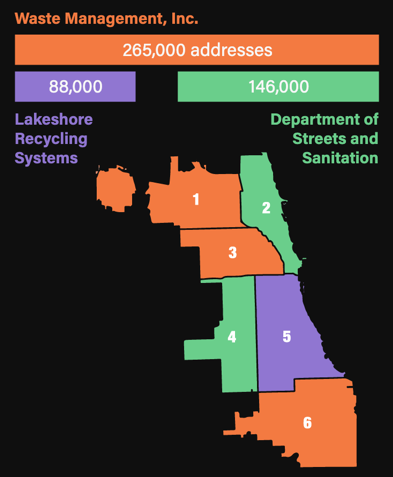 Waste Management, Inc.
265,000 addresses
88,000
146,000
Lakeshore
Recycling
Systems
Department of
Streets and
Sanitation
1
2
3
4
5
6